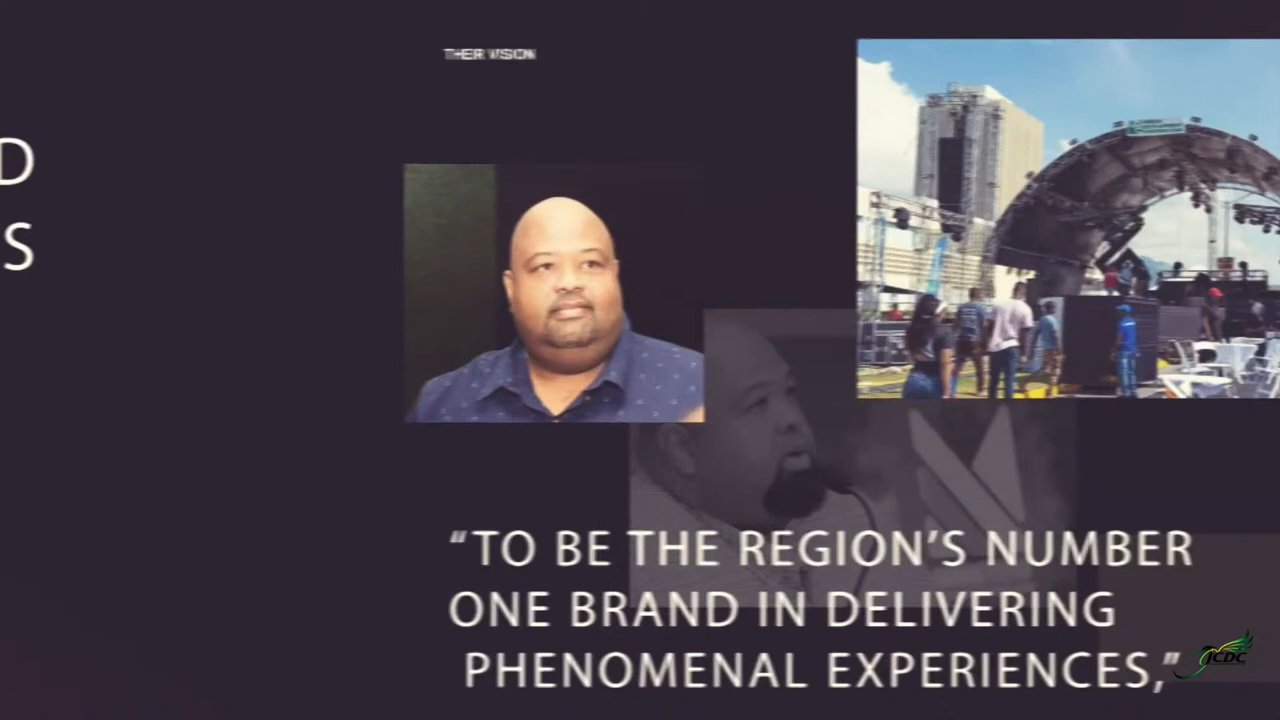 THEIR VISION
D
S
“TO BE THE REGION’S NUMBER
ONE BRAND IN DELIVERING
PHENOMENAL EXPERIENCES,”
JCDC